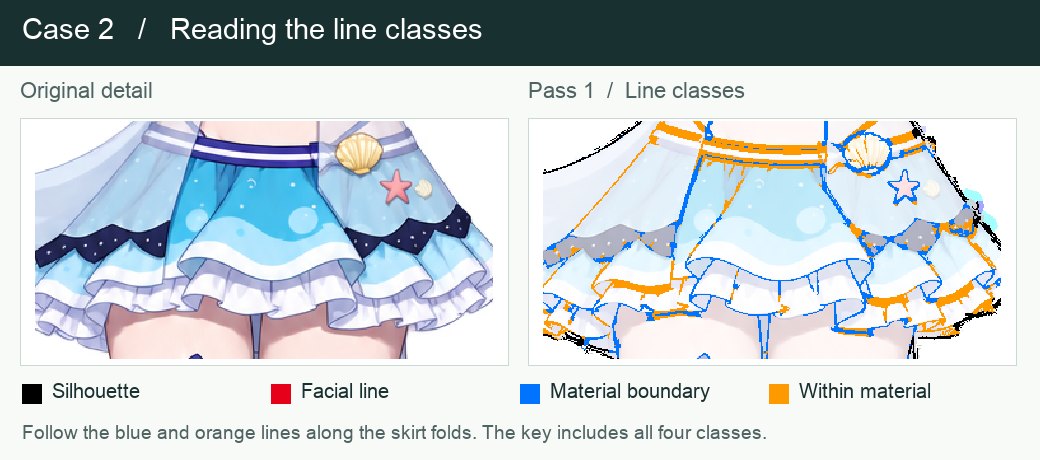 Case 2 / Reading the line classes
Original detail
Pass 1 / Line classes
Silhouette
Facial line
Material boundary
Within material
Follow the blue and orange lines along the skirt folds. The key includes all four classes.